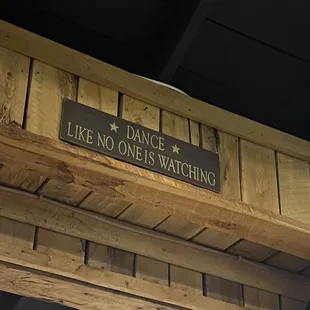 DANCE
LIKE NO ONE IS WATCHING